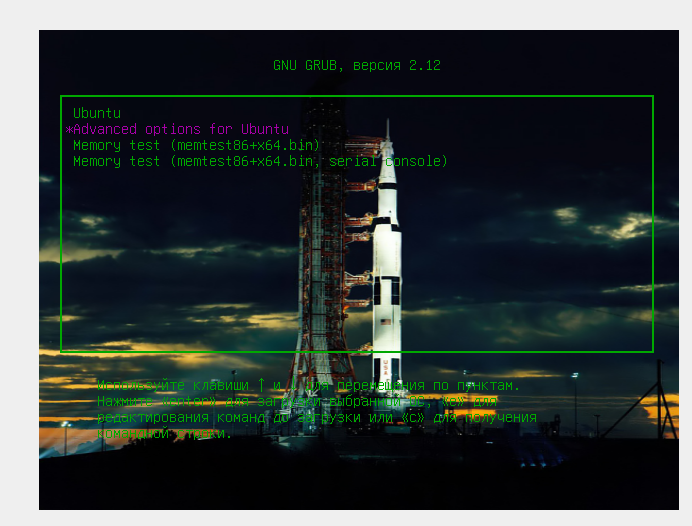 GNU GRUB, версия 2.12
Ubuntu
*Advanced options for Ubuntu
Memory test (memtest86+x64.bin)
Memory test (memtest86+x64.bin, serial console)
Используйте клавиши ↑ и ↓ для перемещения по пунктам.
Нажмите «enter» для загрузки выбранной ОС, «e» для
редактирования команд до загрузки или «c» для получения
командной строки.